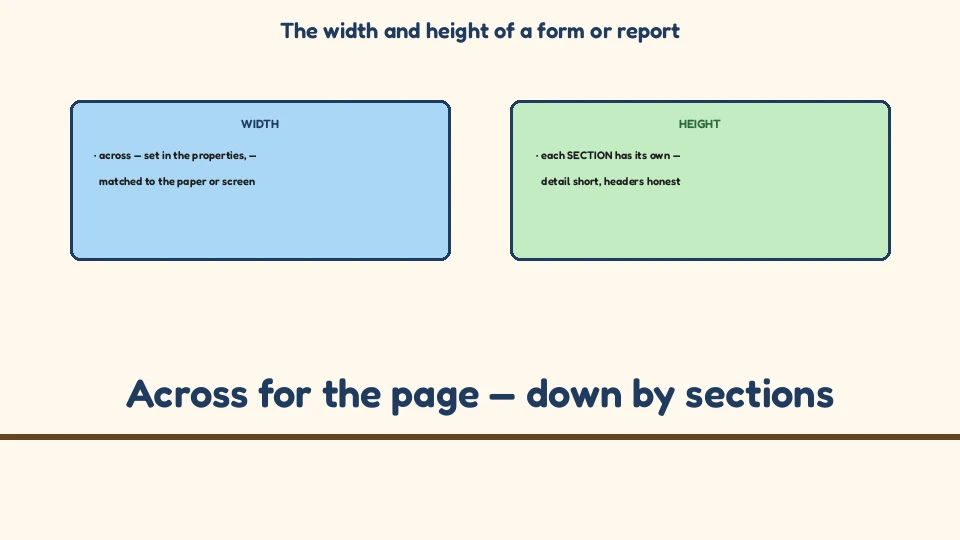 The width and height of a form or report
WIDTH
· across – set in the properties, –
matched to the paper or screen
HEIGHT
· each SECTION has its own –
detail short, headers honest
Across for the page – down by sections